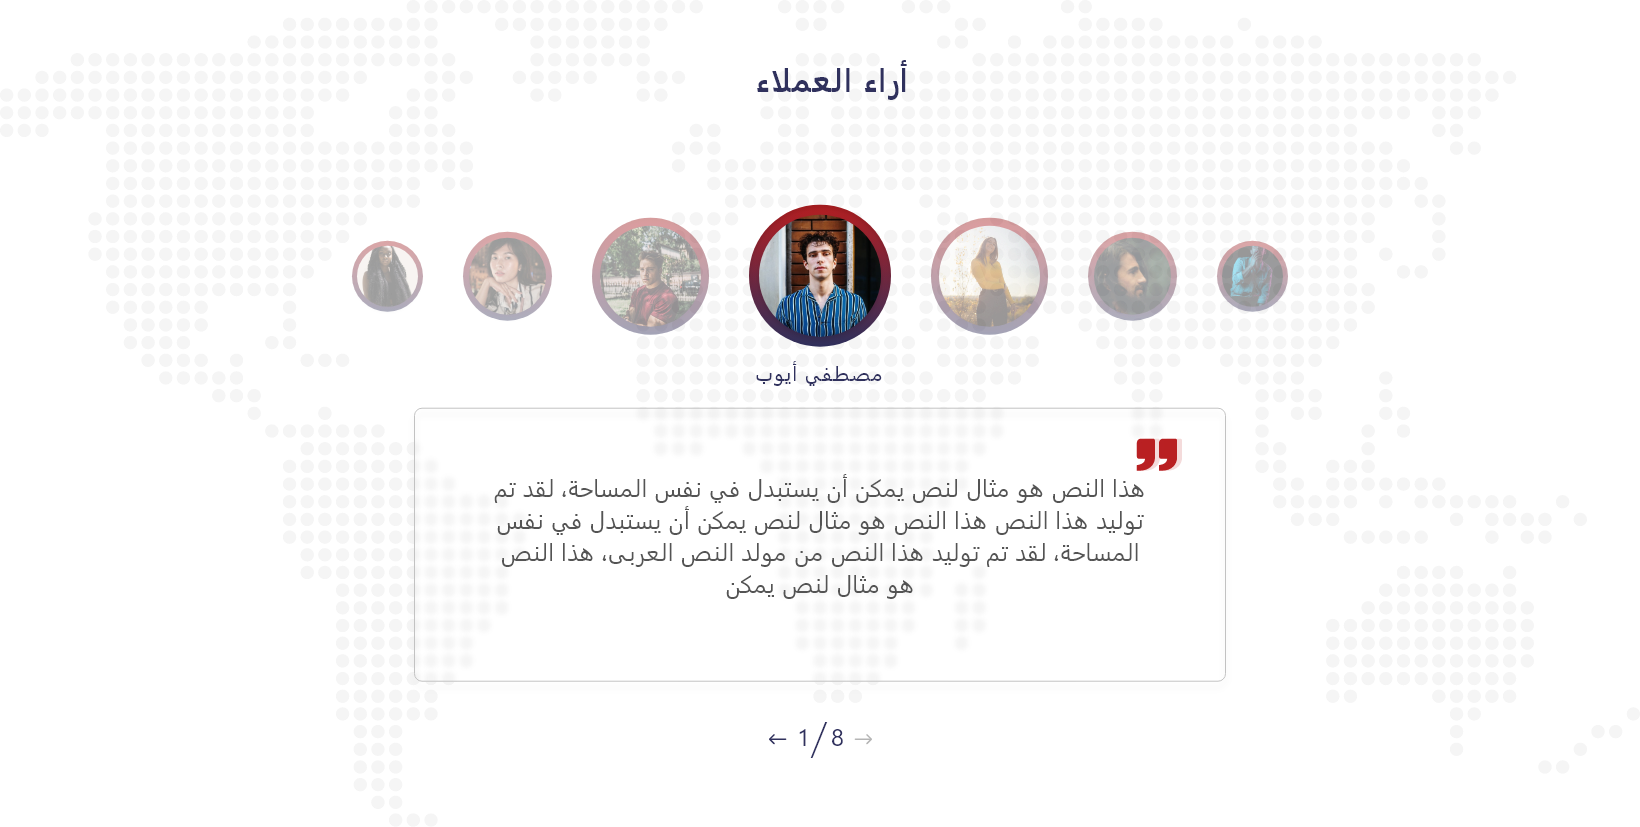 أراء العملاء
مصطفي أيوب
هذا النص هو مثال لنص يمكن أن يستبدل في نفس المساحة، لقد تم
توليد هذا النص هذا النص هو مثال لنص يمكن أن يستبدل في نفس
المساحة، لقد تم توليد هذا النص من مولد النص العربى، هذا النص
هو مثال لنص يمكن
← 1/8 →